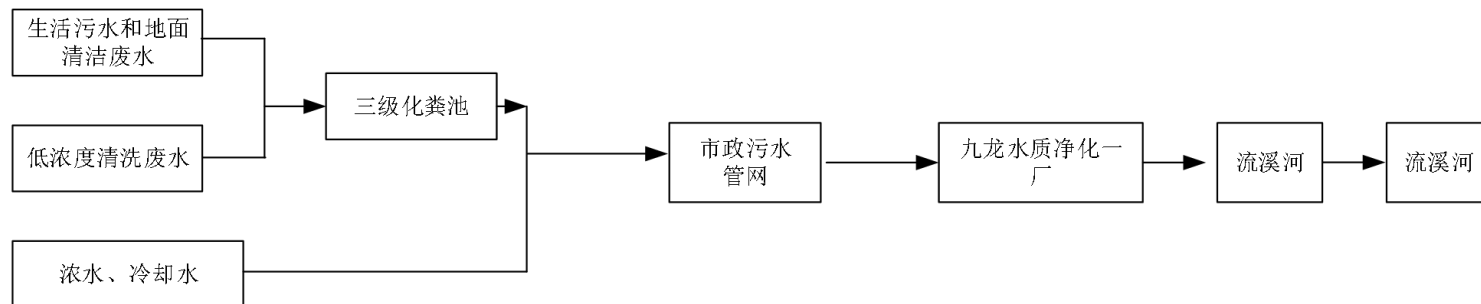 生活污水和地面
清洁废水
低浓度清洗废水
浓水、冷却水
三级化粪池
市政污水
管网
九龙水质净化一
厂
流溪河
流溪河